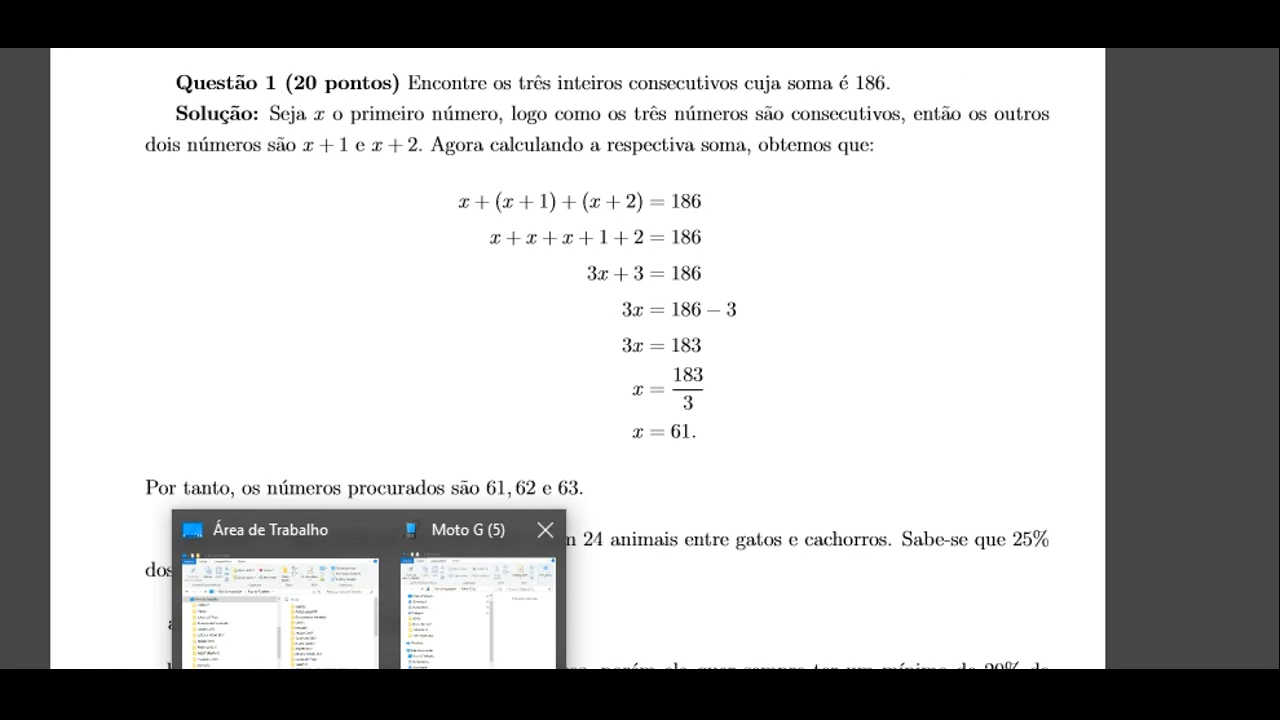 Questão 1 (20 pontos) Encontre os três inteiros consecutivos cuja soma é 186.
Solução: Seja x o primeiro número, logo como os três números são consecutivos, então os outros
dois números são x + 1 e x + 2. Agora calculando a respectiva soma, obtemos que:
x + (x + 1) + (x + 2) = 186
x + x + x + 1 + 2 = 186
3x + 3 = 186
3x = 186 − 3
3x = 183
x = 183/3
x = 61.
Por tanto, os números procurados são 61, 62 e 63.
Área de Trabalho
Moto G (5)
24 animais entre gatos e cachorros. Sabe-se que 25%
dos